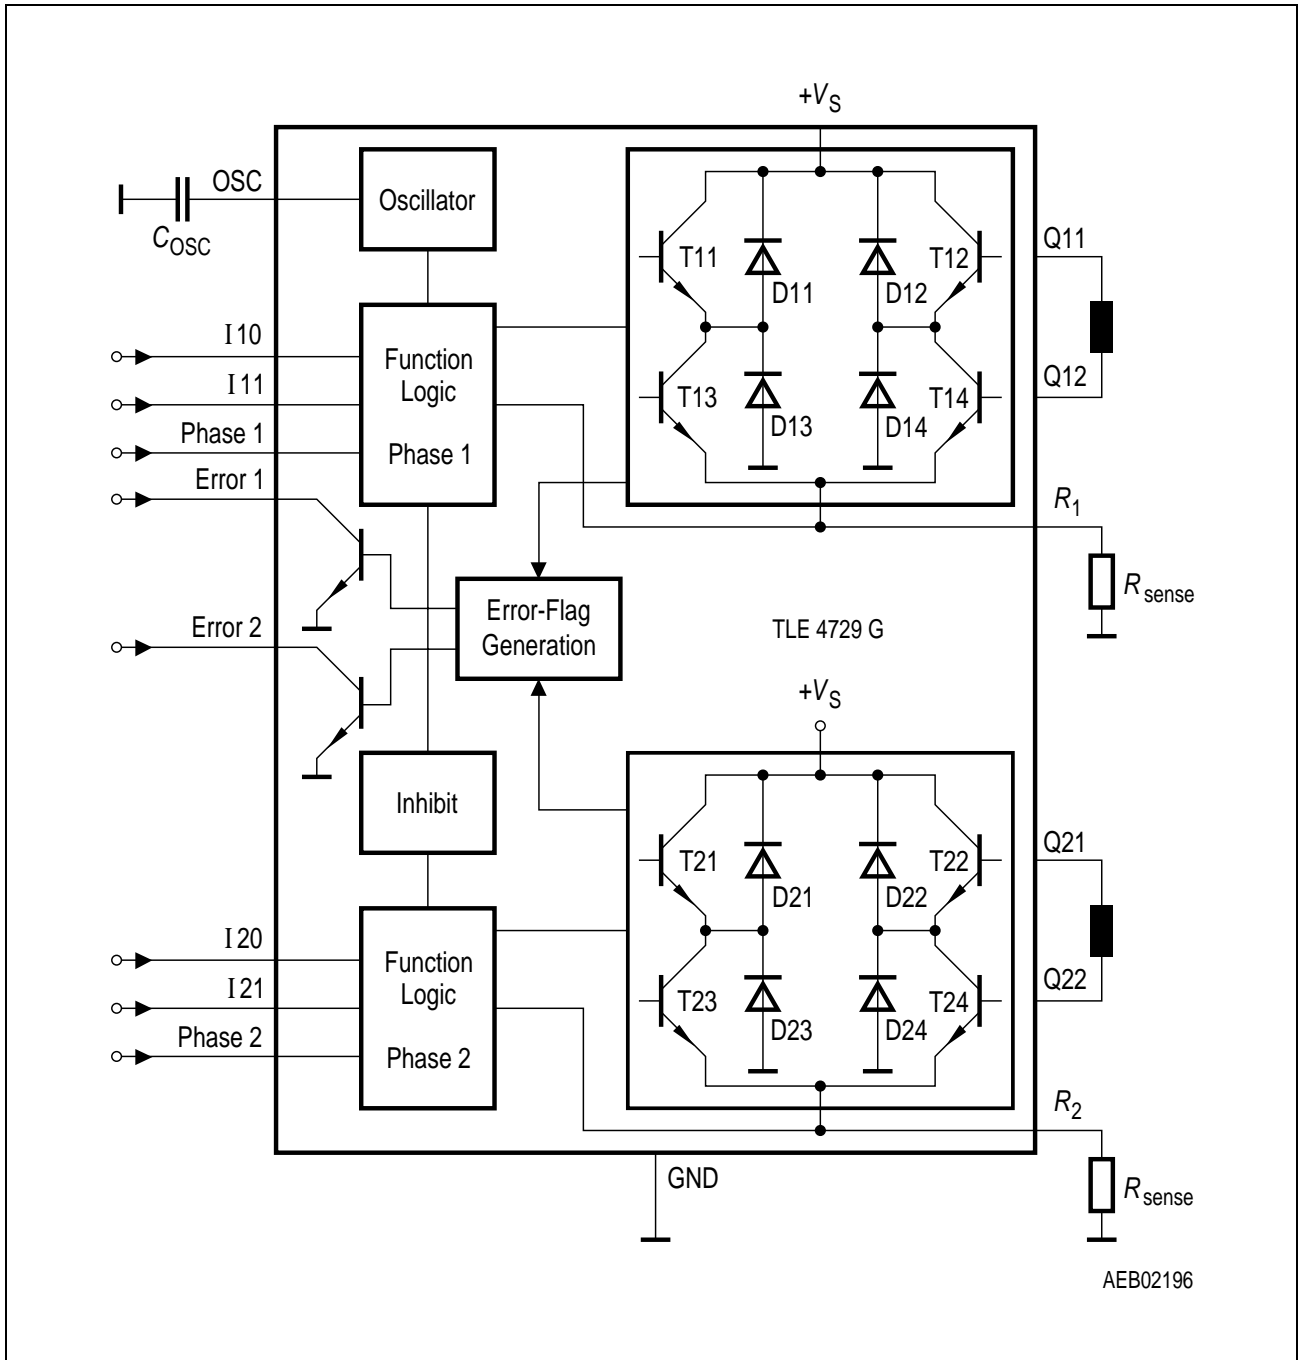 +VS
OSC
COSC
Oscillator
T11
D11
D12
T12
Q11
I10
I11
Phase 1
Function
Logic
Phase 1
T13
D13
D14
T14
Q12
Error 1
R1
Rsense
Error 2
Error-Flag
Generation
TLE 4729 G
+VS
Inhibit
T21
D21
D22
T22
Q21
I20
I21
Phase 2
Function
Logic
Phase 2
T23
D23
D24
T24
Q22
R2
Rsense
GND
AEB02196